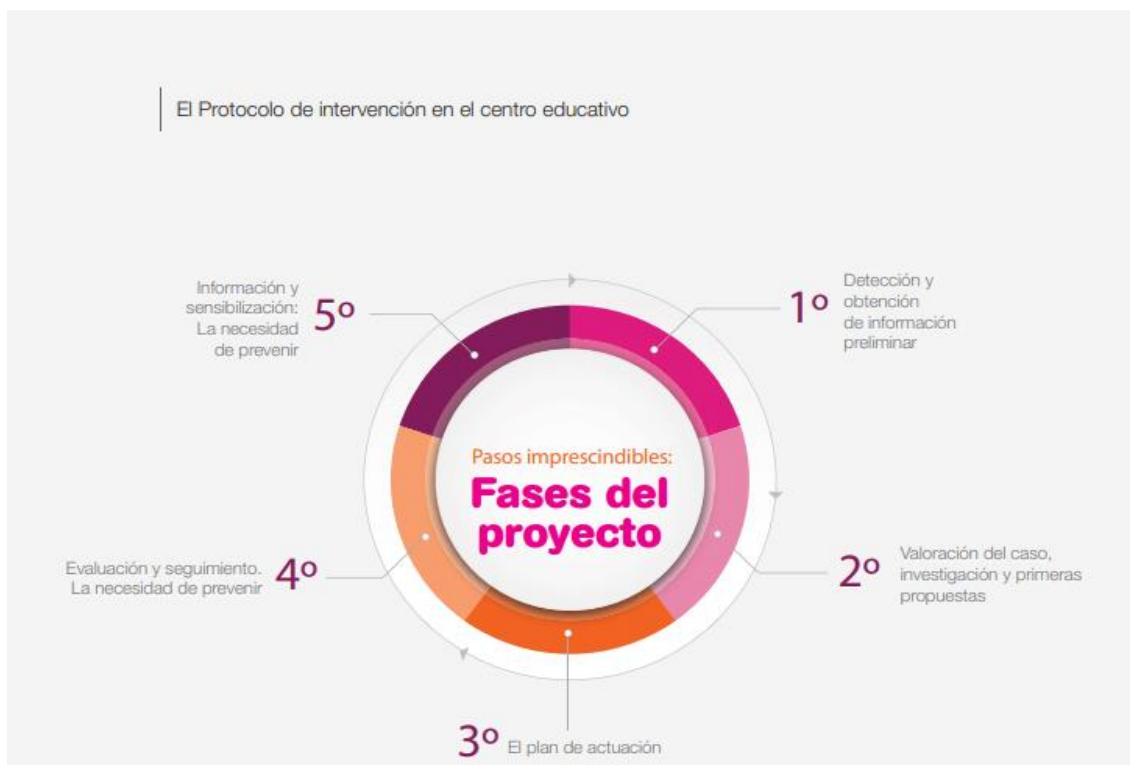 El Protocolo de intervención en el centro educativo
1º
Detección y
obtención
de información
preliminar
2º
Valoración del caso,
investigación y primeras
propuestas
3º
El plan de actuación
4º
Evaluación y seguimiento.
La necesidad de prevenir
5º
Información y
sensibilización:
La necesidad
de prevenir
Pasos imprescindibles:
Fases del
proyecto